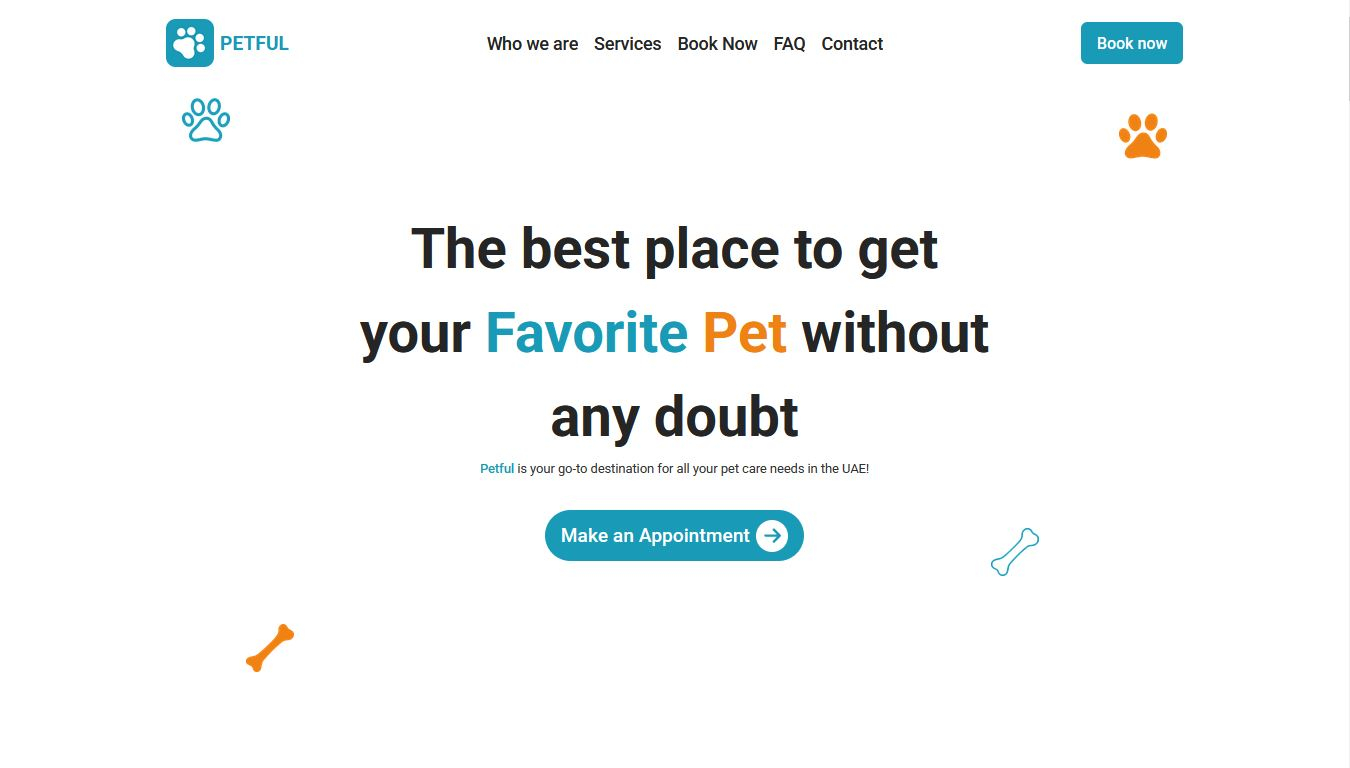 PETFUL
Who we are Services Book Now FAQ Contact
Book now
The best place to get
your Favorite Pet without
any doubt
Petful is your go-to destination for all your pet care needs in the UAE!
Make an Appointment